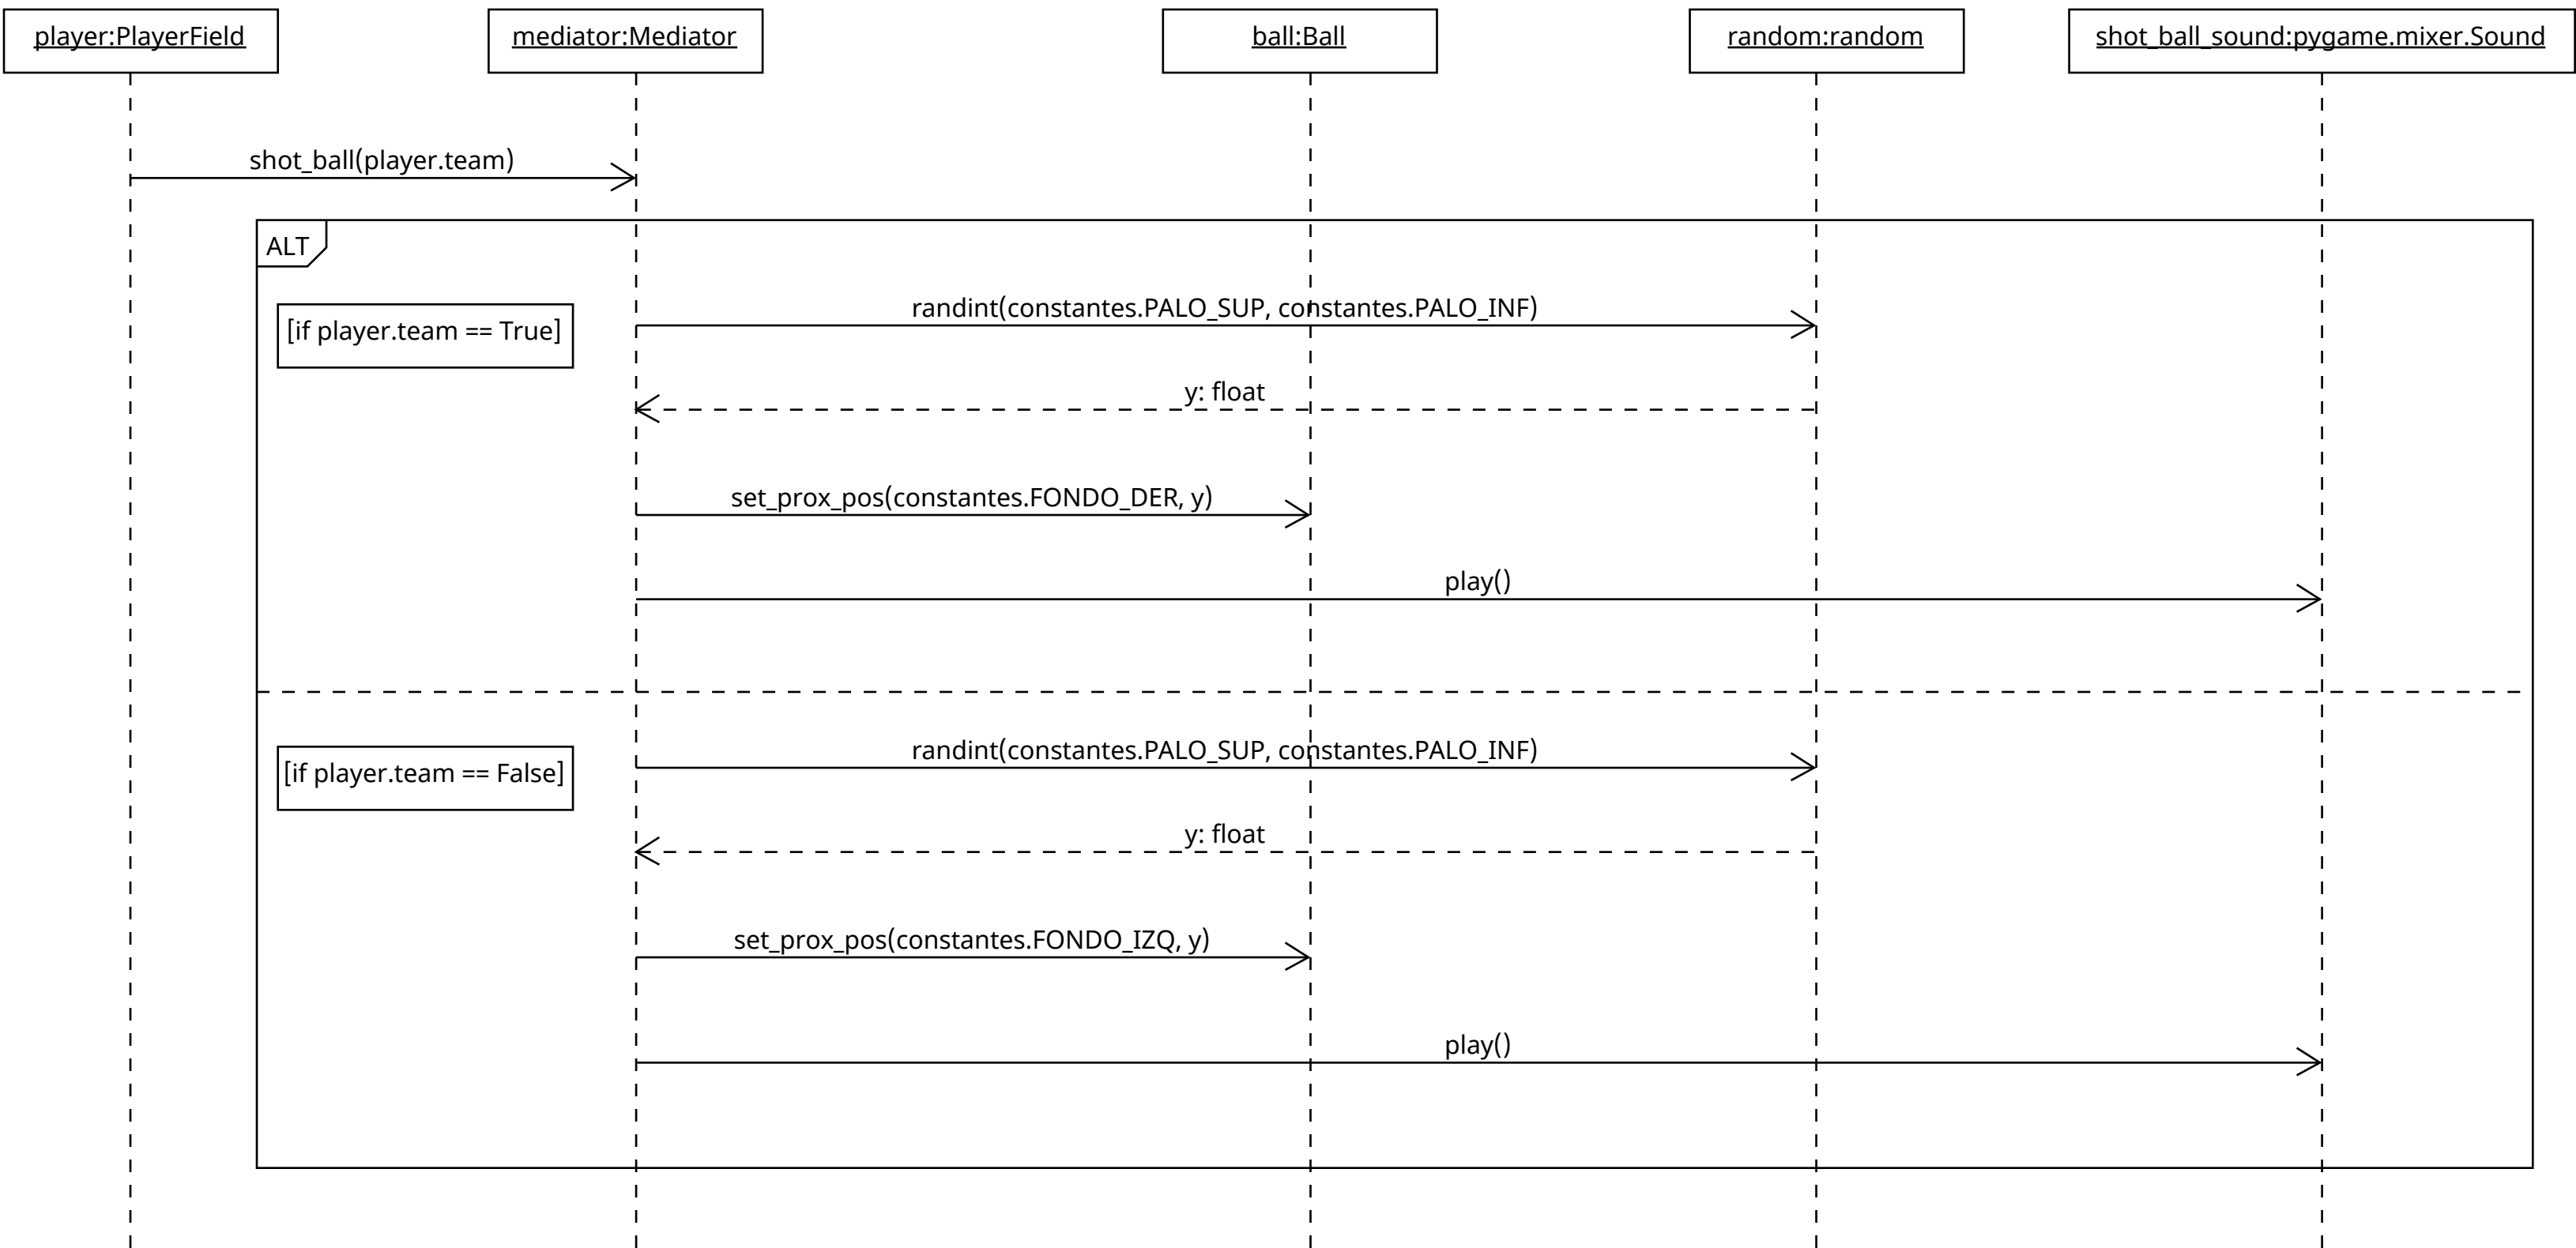 player:PlayerField
mediator:Mediator
ball:Ball
random:random
shot_ball_sound:pygame.mixer.Sound
shot_ball(player.team)
ALT
[if player.team == True]
randint(constantes.PALO_SUP, constantes.PALO_INF)
y: float
set_prox_pos(constantes.FONDO_DER, y)
play()
[if player.team == False]
randint(constantes.PALO_SUP, constantes.PALO_INF)
y: float
set_prox_pos(constantes.FONDO_IZQ, y)
play()